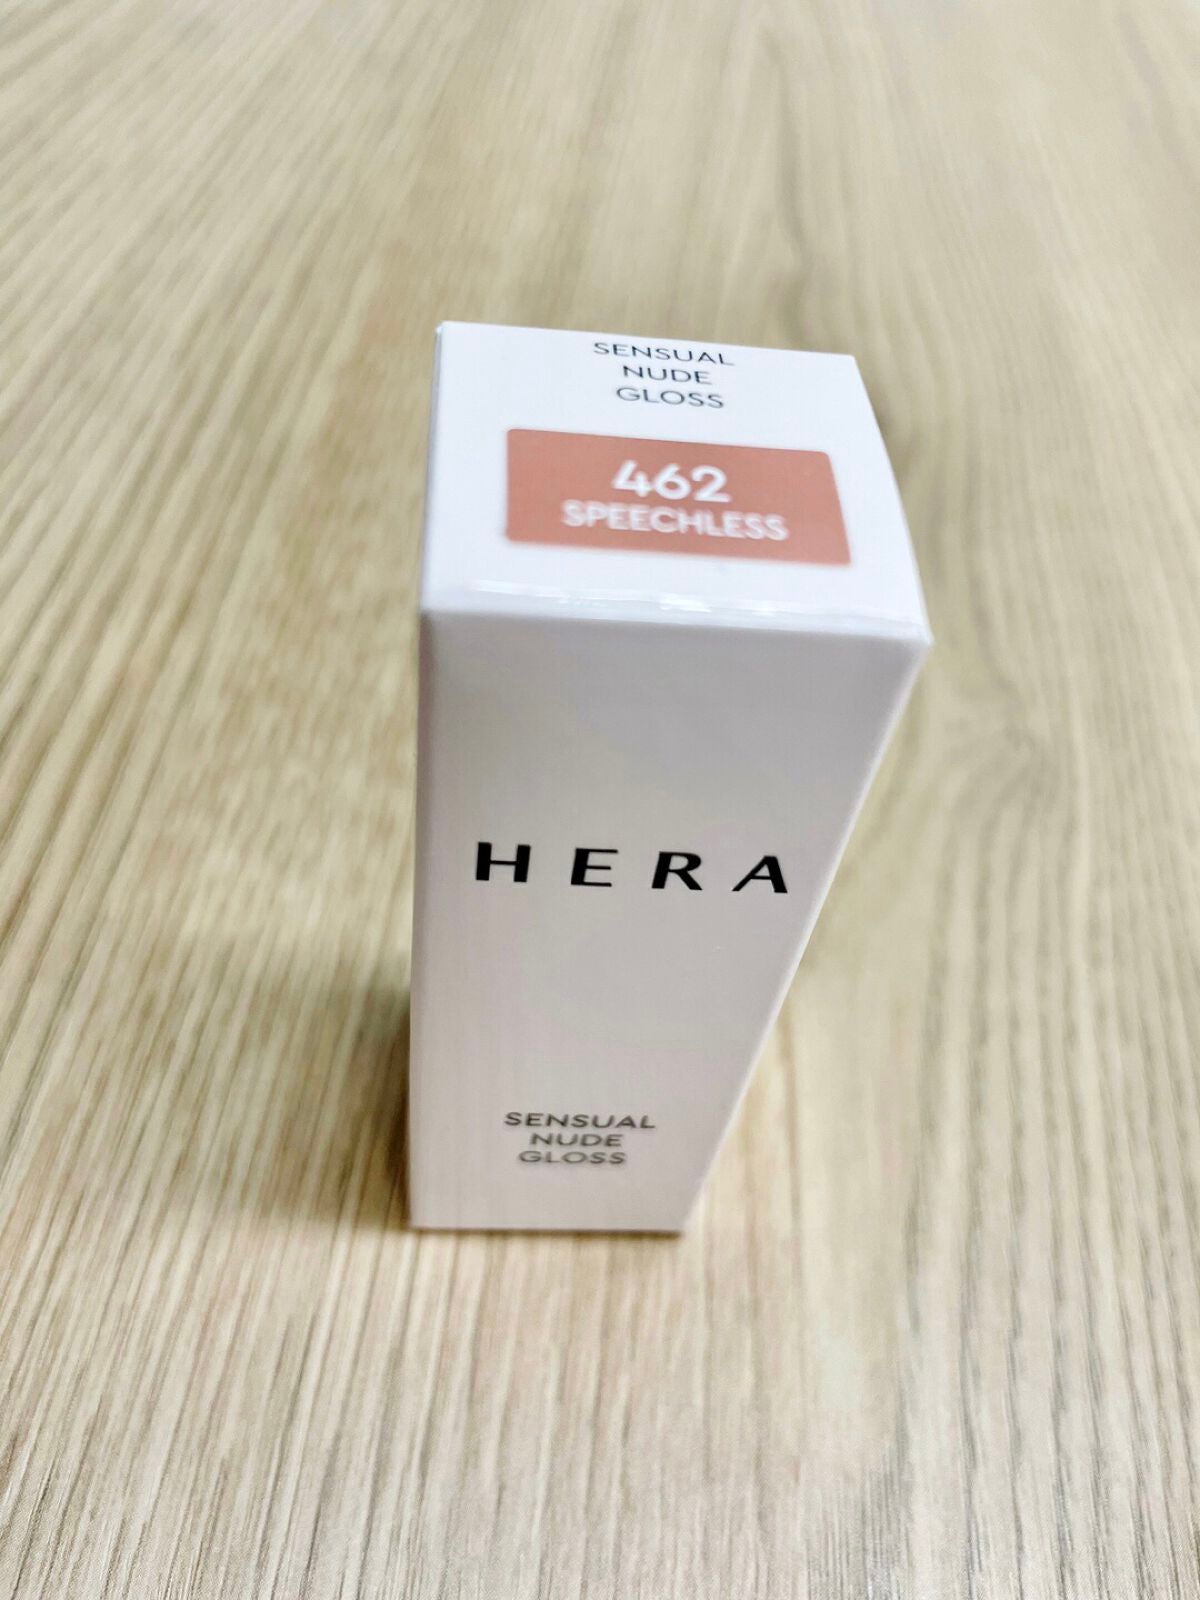 SENSUAL
NUDE
GLOSS
462
SPEECHLESS
HERA
SENSUAL
NUDE
GLOSS